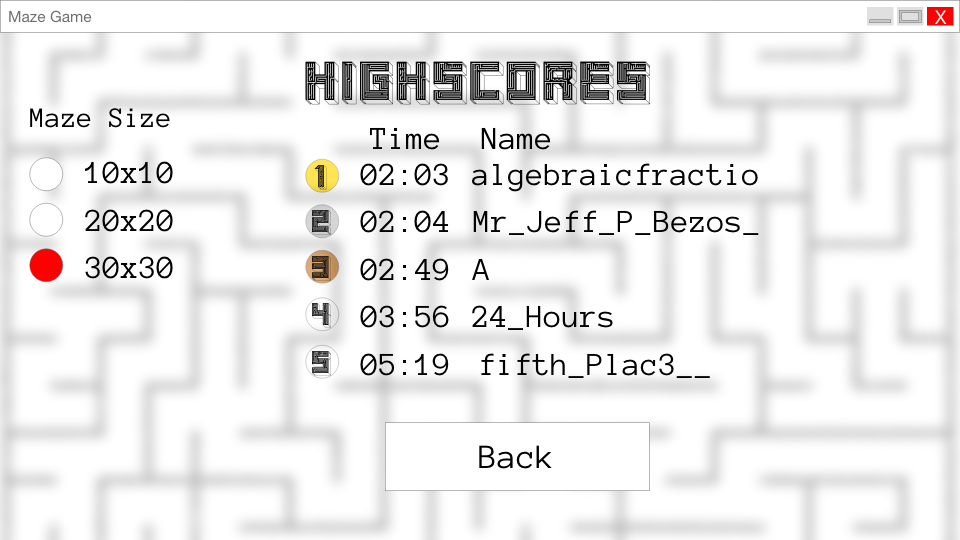 Maze Game
X
HIGHSCORES
Maze Size
10x10
20x20
30x30
Time Name
1 02:03 algebraicfractio
2 02:04 Mr_Jeff_P_Bezos_
3 02:49 A
4 03:56 24_Hours
5 05:19 fifth_Plac3__
Back